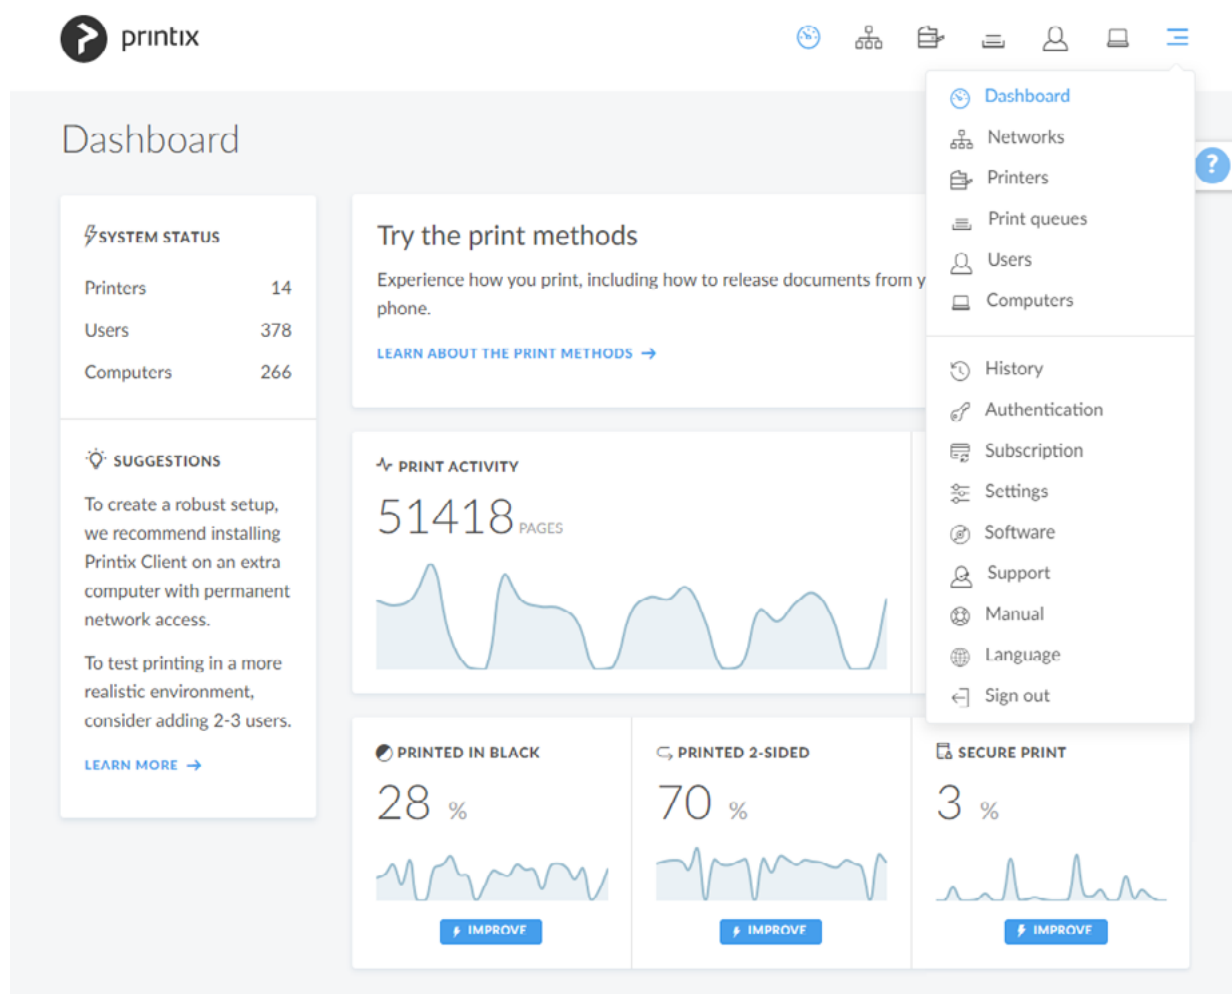 printix
Dashboard
SYSTEM STATUS
Printers 14
Users 378
Computers 266
SUGGESTIONS
To create a robust setup,
we recommend installing
Printix Client on an extra
computer with permanent
network access.
To test printing in a more
realistic environment,
consider adding 2-3 users.
LEARN MORE →
Try the print methods
Experience how you print, including how to release documents from y
phone.
LEARN ABOUT THE PRINT METHODS →
PRINT ACTIVITY
51418 PAGES
PRINTED IN BLACK
28 %
IMPROVE
PRINTED 2-SIDED
70 %
IMPROVE
SECURE PRINT
3 %
IMPROVE
Dashboard
Networks
Printers
Print queues
Users
Computers
History
Authentication
Subscription
Settings
Software
Support
Manual
Language
Sign out
?